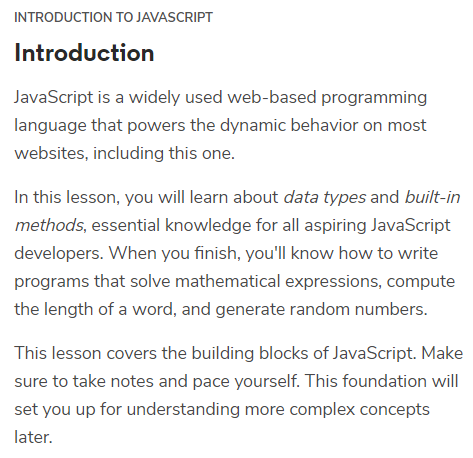 INTRODUCTION TO JAVASCRIPT
Introduction
JavaScript is a widely used web-based programming
language that powers the dynamic behavior on most
websites, including this one.
In this lesson, you will learn about data types and built-in
methods, essential knowledge for all aspiring JavaScript
developers. When you finish, you'll know how to write
programs that solve mathematical expressions, compute
the length of a word, and generate random numbers.
This lesson covers the building blocks of JavaScript. Make
sure to take notes and pace yourself. This foundation will
set you up for understanding more complex concepts
later.